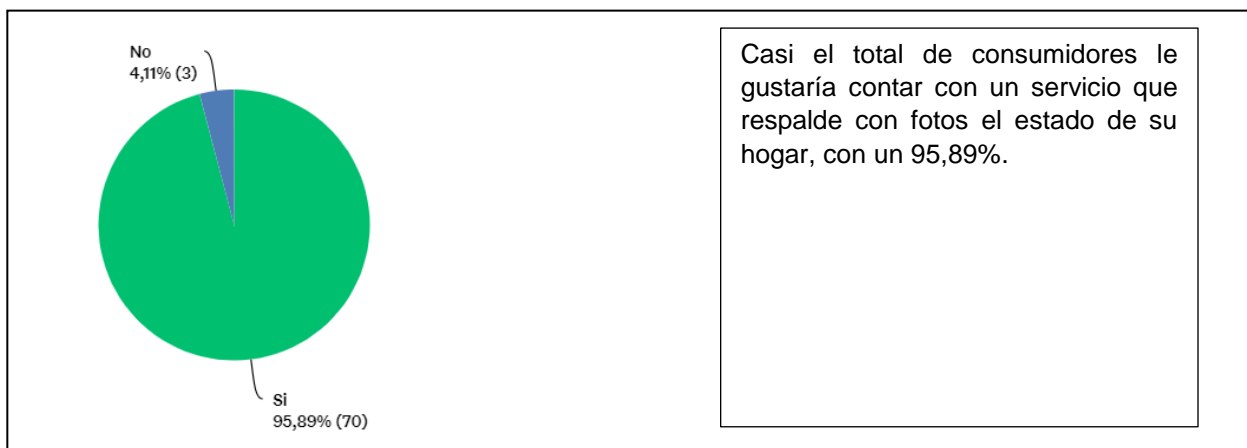 No
4,11% (3)
Si
95,89% (70)
Casi el total de consumidores le
gustaría contar con un servicio que
respalde con fotos el estado de su
hogar, con un 95,89%.